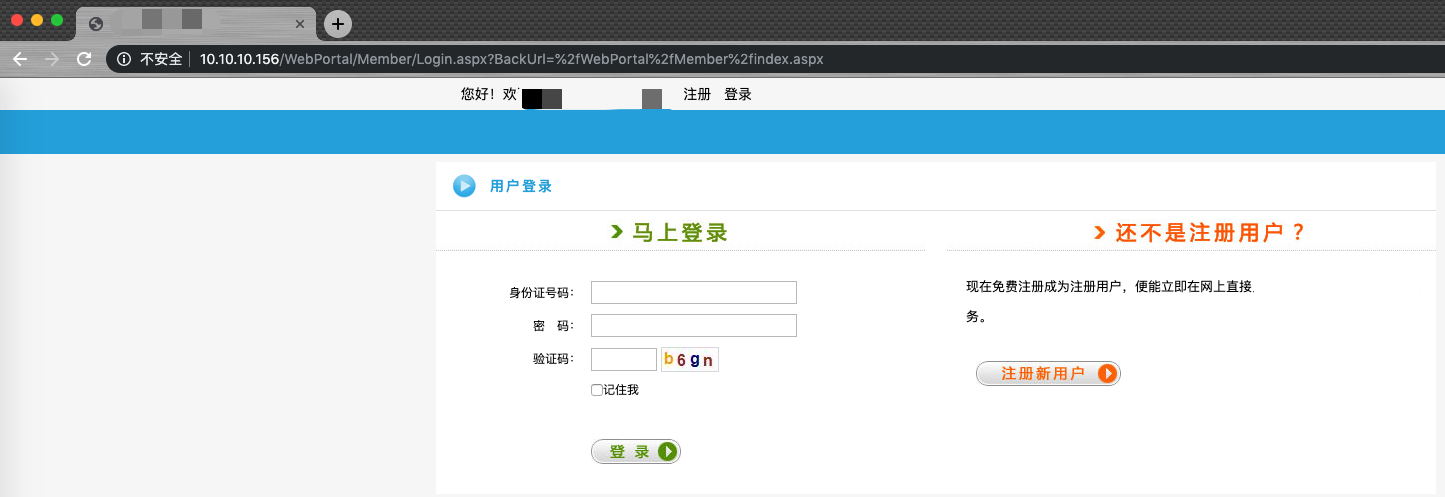 不安全 10.10.10.156/WebPortal/Member/Login.aspx?BackUrl=%2fWebPortal%2fMember%2findex.aspx
您好！欢 注册 登录
用户登录
马上登录
身份证号码：
密 码：
验证码： b6gn
记住我
登 录
还不是注册用户？
现在免费注册成为注册用户，便能立即在网上直接
务。
注册新用户